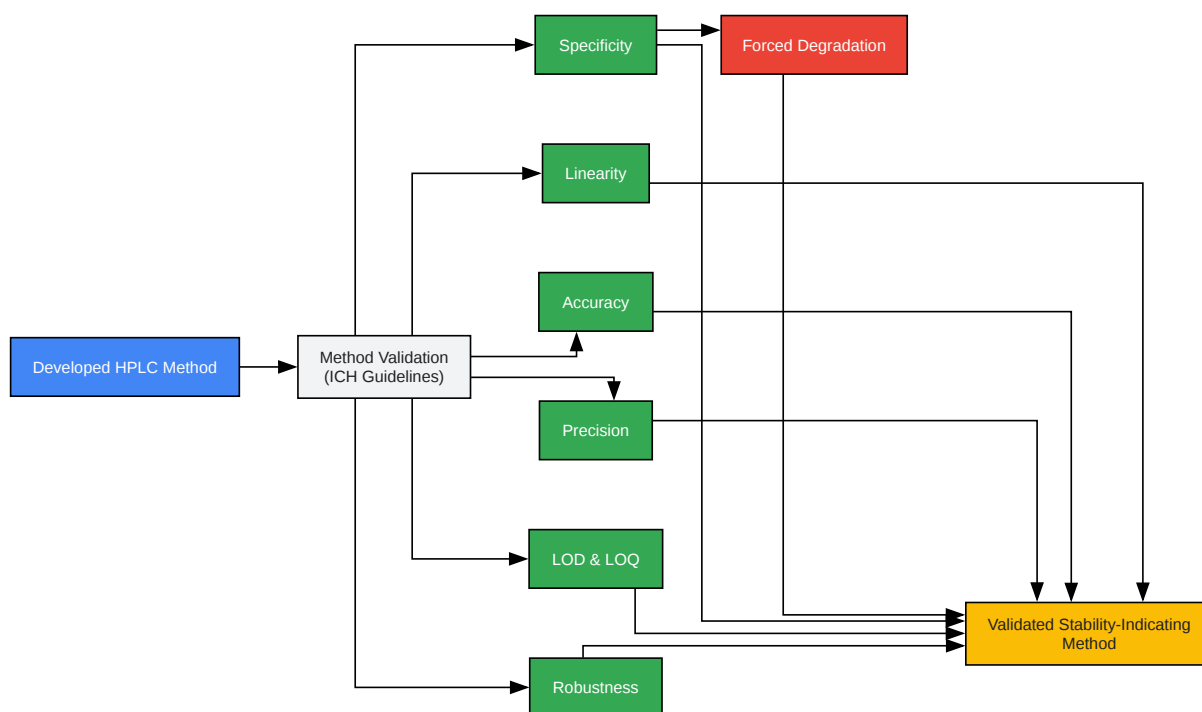 Specificity
Forced Degradation
Linearity
Accuracy
Developed HPLC Method
Method Validation
(ICH Guidelines)
Precision
LOD & LOQ
Validated Stability-Indicating
Method
Robustness